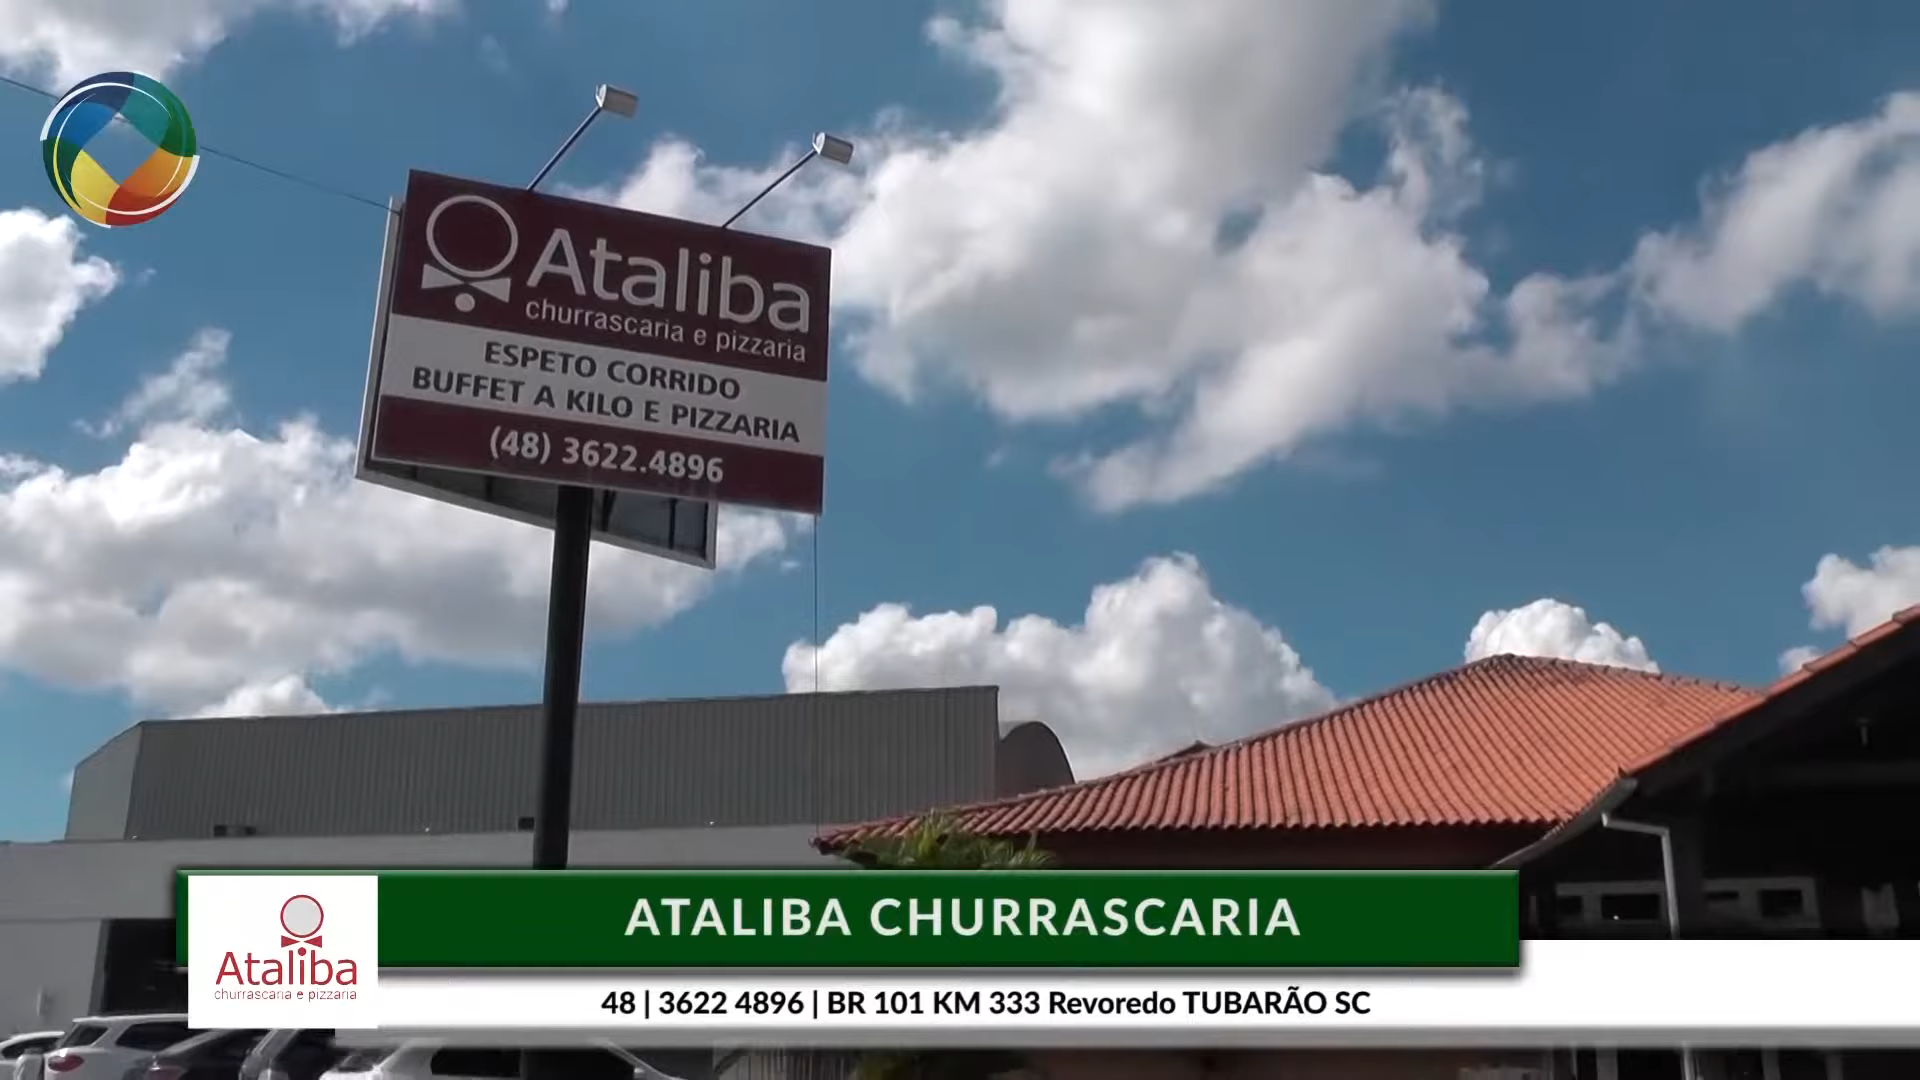 Ataliba
churrascaria e pizzaria
ESPETO CORRIDO
BUFFET A KILO E PIZZARIA
(48) 3622.4896
ATALIBA CHURRASCARIA
Ataliba
churrascaria e pizzaria
48 | 3622 4896 | BR 101 KM 333 Revoredo TUBARÃO SC